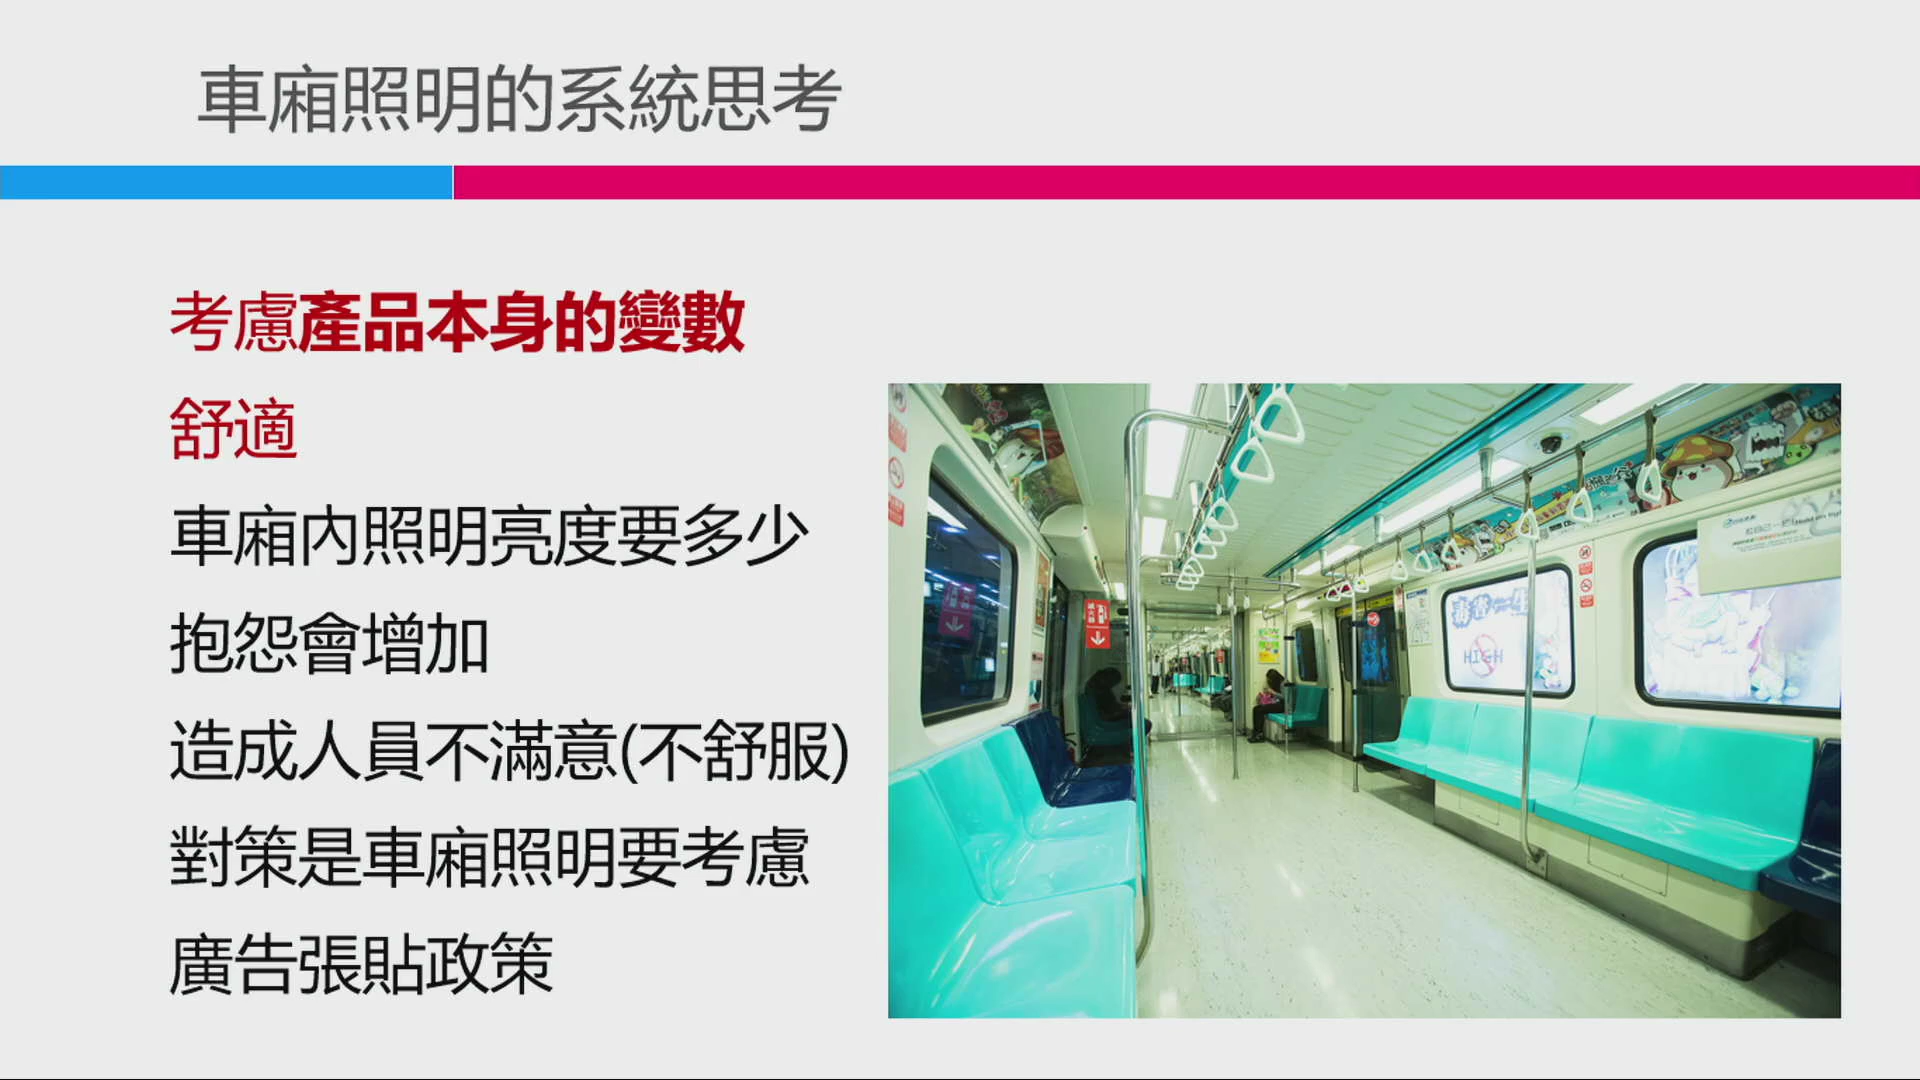 車廂照明的系統思考
考慮產品本身的變數
舒適
車廂內照明亮度要多少
抱怨會增加
造成人員不滿意(不舒服)
對策是車廂照明要考慮
廣告張貼政策
HIGH